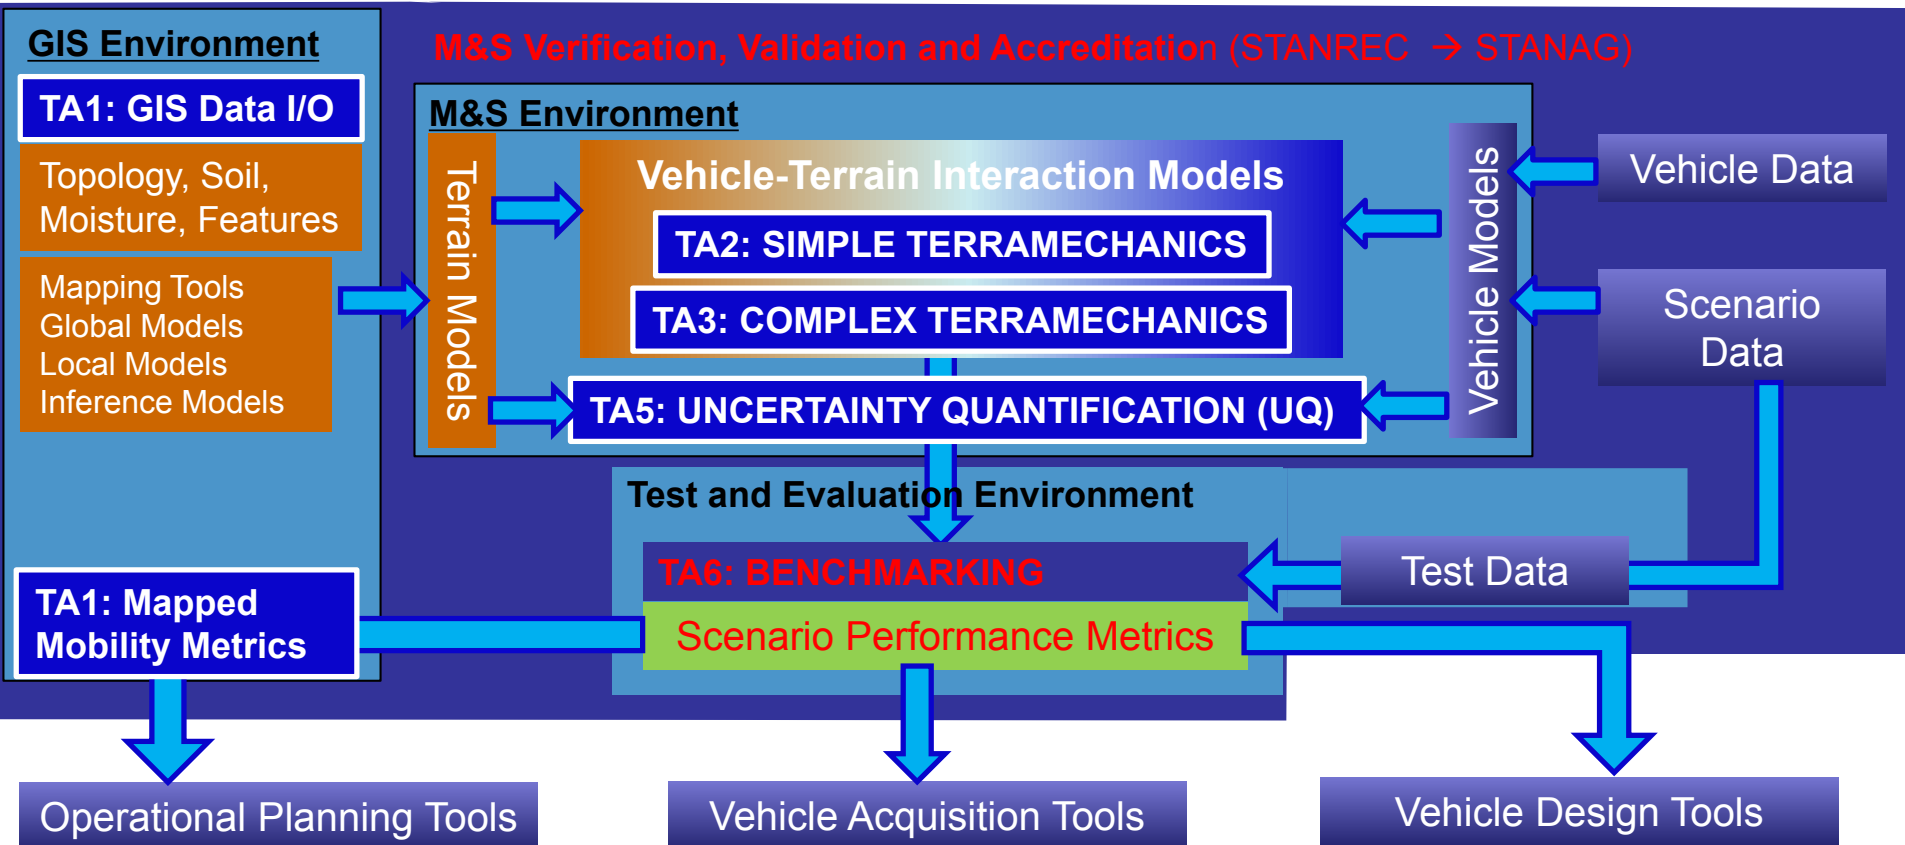 GIS Environment
TA1: GIS Data I/O
Topology, Soil,
Moisture, Features
Mapping Tools
Global Models
Local Models
Inference Models
TA1: Mapped
Mobility Metrics
M&S Verification, Validation and Accreditation (STANREC → STANAG)
M&S Environment
Terrain Models
Vehicle-Terrain Interaction Models
TA2: SIMPLE TERRAMECHANICS
TA3: COMPLEX TERRAMECHANICS
TA5: UNCERTAINTY QUANTIFICATION (UQ)
Vehicle Models
Vehicle Data
Scenario
Data
Test and Evaluation Environment
TA6: BENCHMARKING
Scenario Performance Metrics
Test Data
Operational Planning Tools
Vehicle Acquisition Tools
Vehicle Design Tools